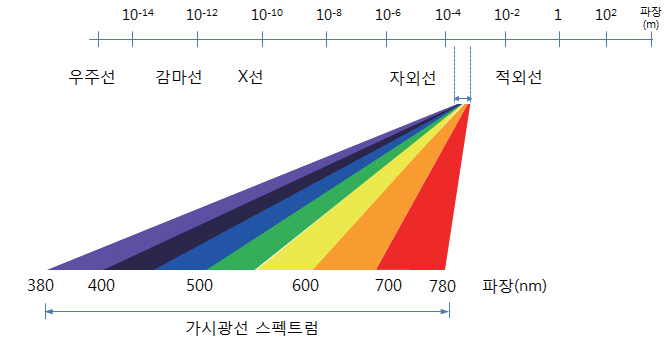 10-14 10-12 10-10 10-8 10-6 10-4 10-2 1 102 파장
(m)
우주선 감마선 X선 자외선 적외선
380 400 500 600 700 780 파장(nm)
가시광선 스펙트럼